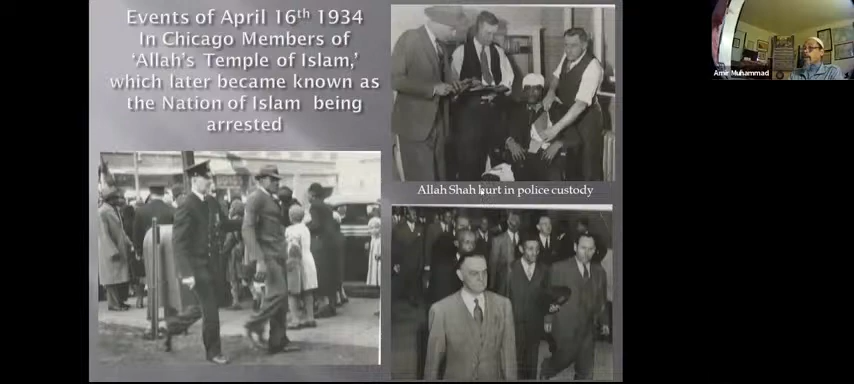 Events of April 16th 1934
In Chicago Members of
‘Allah’s Temple of Islam,’
which later became known as
the Nation of Islam being
arrested
Allah Shah hurt in police custody
Amir Muhammad